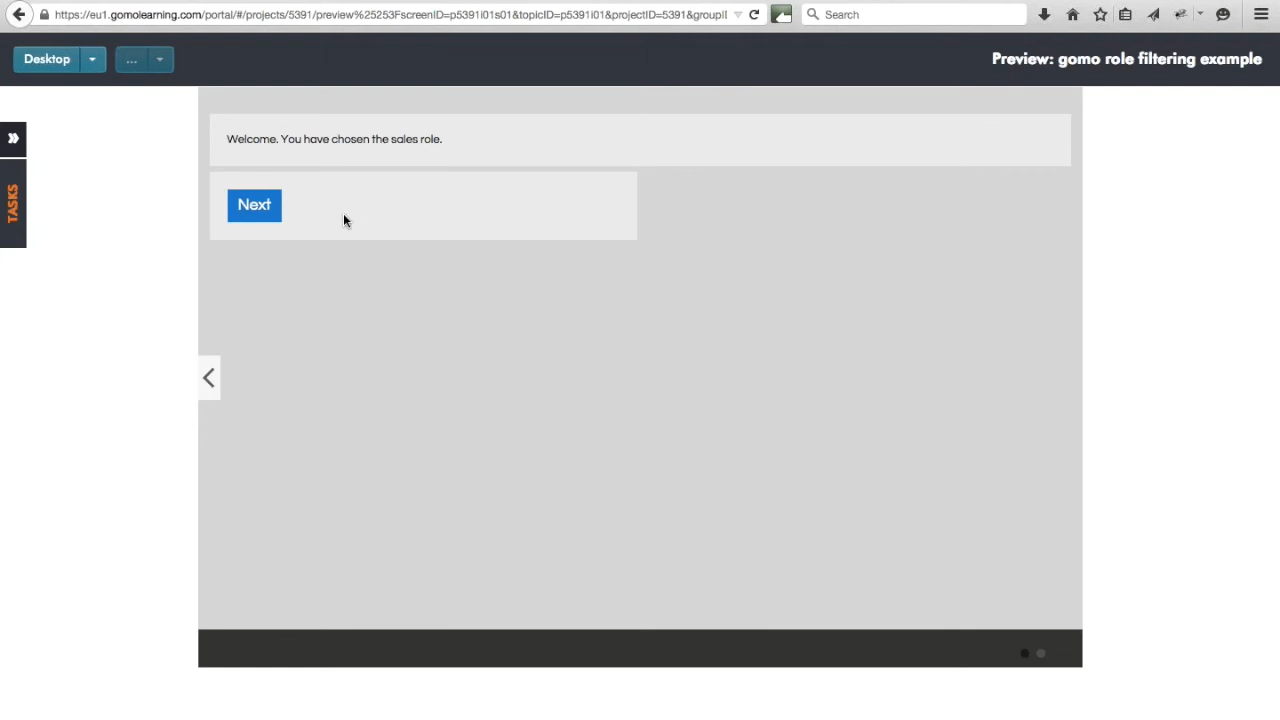 https://eu1.gomolearning.com/portal/#/projects/5391/preview%25253FscreenID=p5391i01s01&topicID=p5391i01&projectID=5391&groupI
Search
Desktop
...
Preview: gomo role filtering example
TASKS
Welcome. You have chosen the sales role.
Next